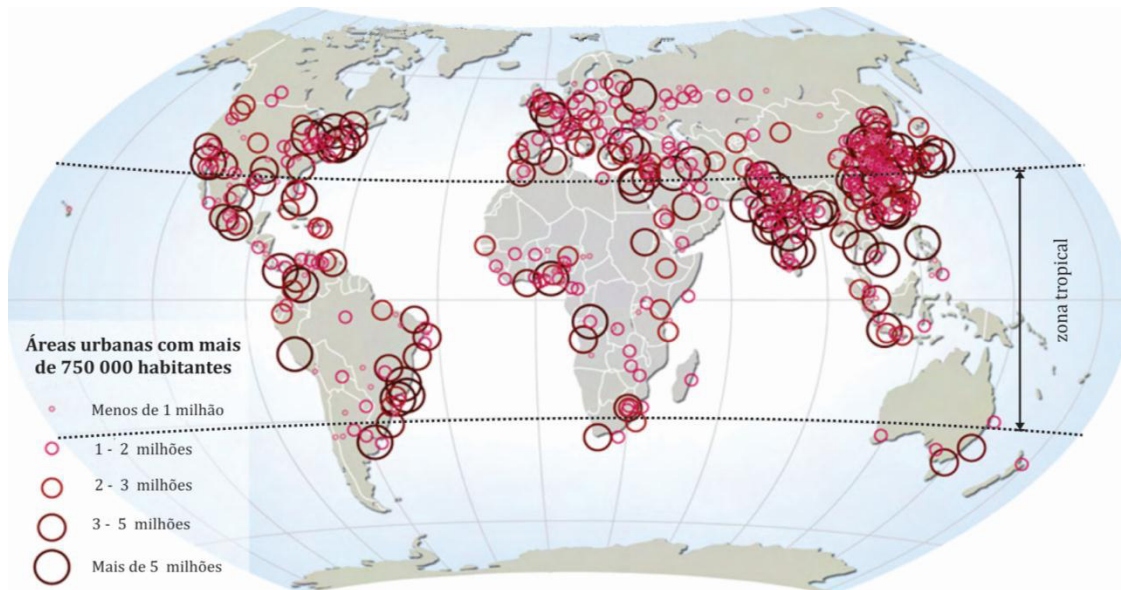 zona tropical
Áreas urbanas com mais
de 750 000 habitantes
Menos de 1 milhão
1 - 2 milhões
2 - 3 milhões
3 - 5 milhões
Mais de 5 milhões